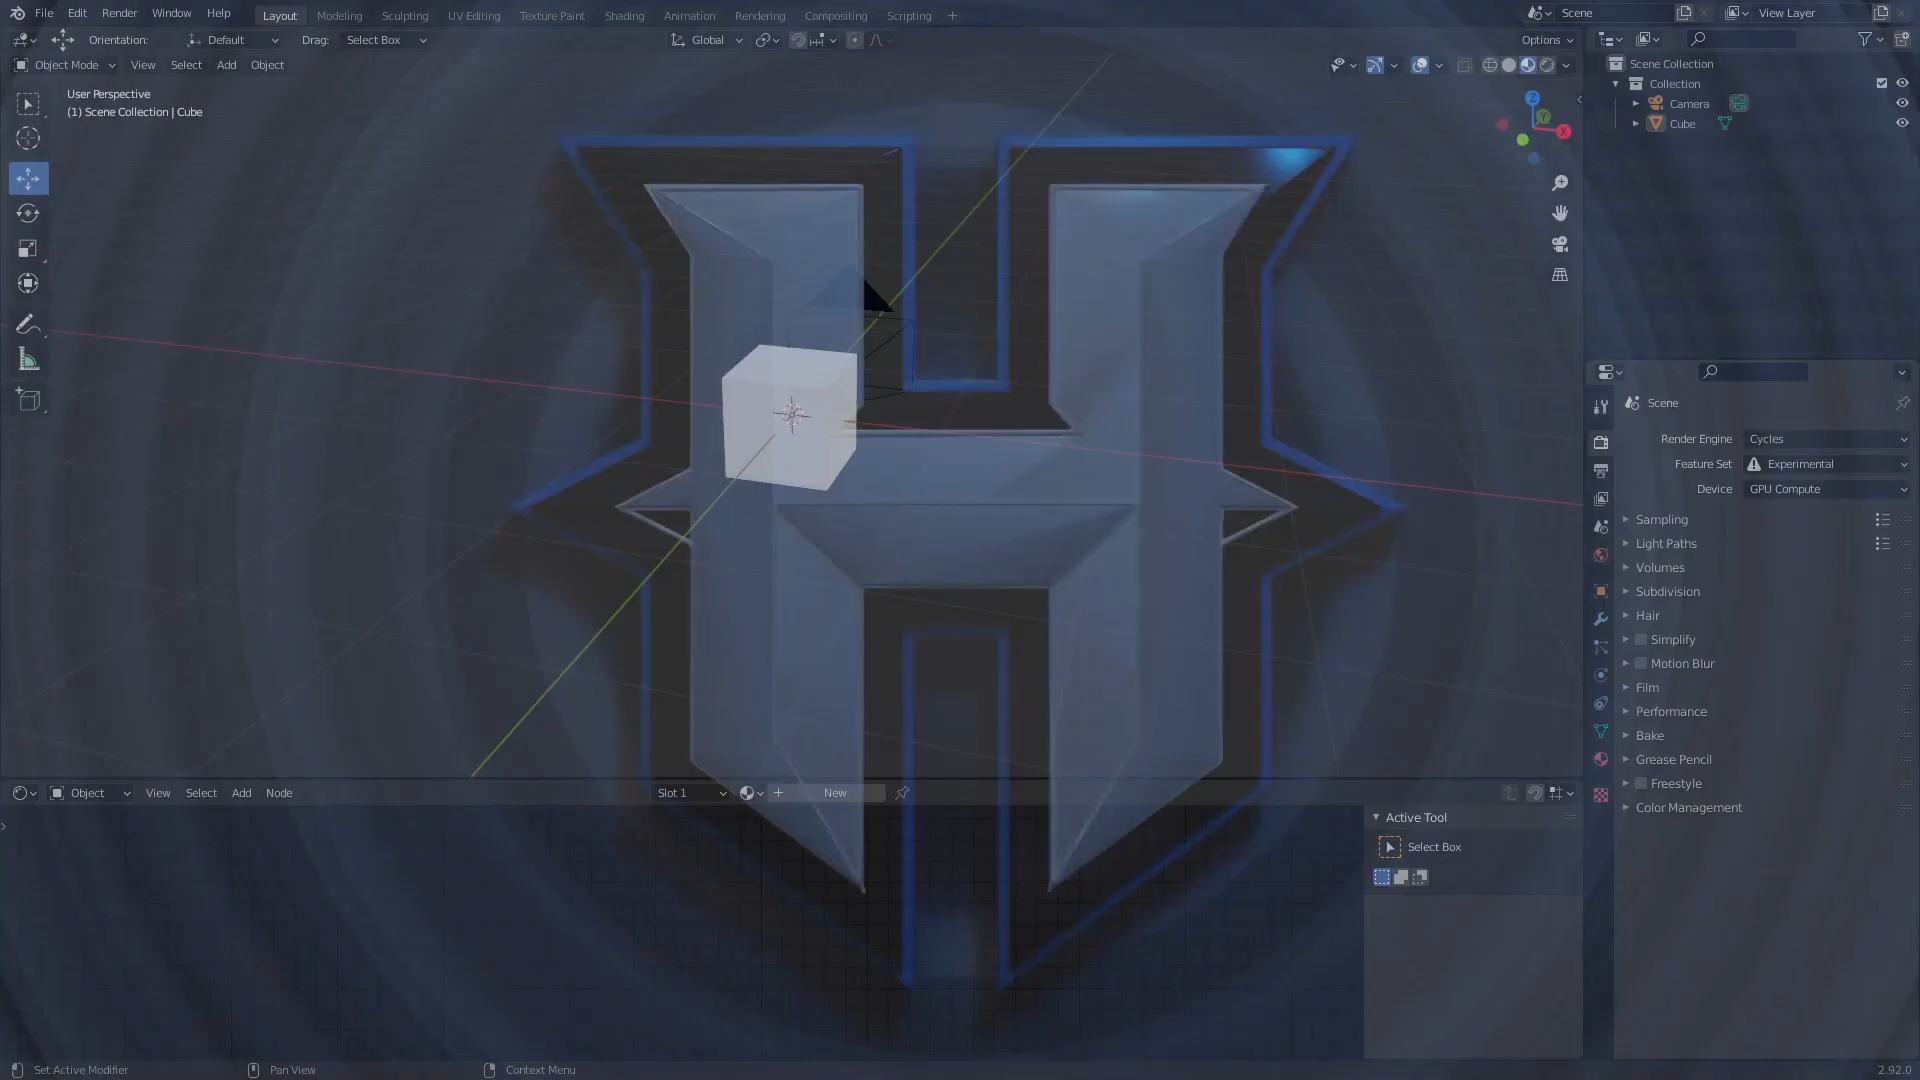 File Edit Render Window Help Layout Modeling Sculpting UV Editing Texture Paint Shading Animation Rendering Compositing Scripting + Scene View Layer
Orientation: Default Drag: Select Box Global Options
Object Mode View Select Add Object
User Perspective
(1) Scene Collection | Cube
Z
Y
X
Scene Collection
Collection
Camera
Cube
Scene
Render Engine Cycles
Feature Set Experimental
Device GPU Compute
Sampling
Light Paths
Volumes
Subdivision
Hair
Simplify
Motion Blur
Film
Performance
Bake
Grease Pencil
Freestyle
Color Management
Object View Select Add Node Slot 1 New
Active Tool
Select Box
Set Active Modifier Pan View Context Menu 2.92.0